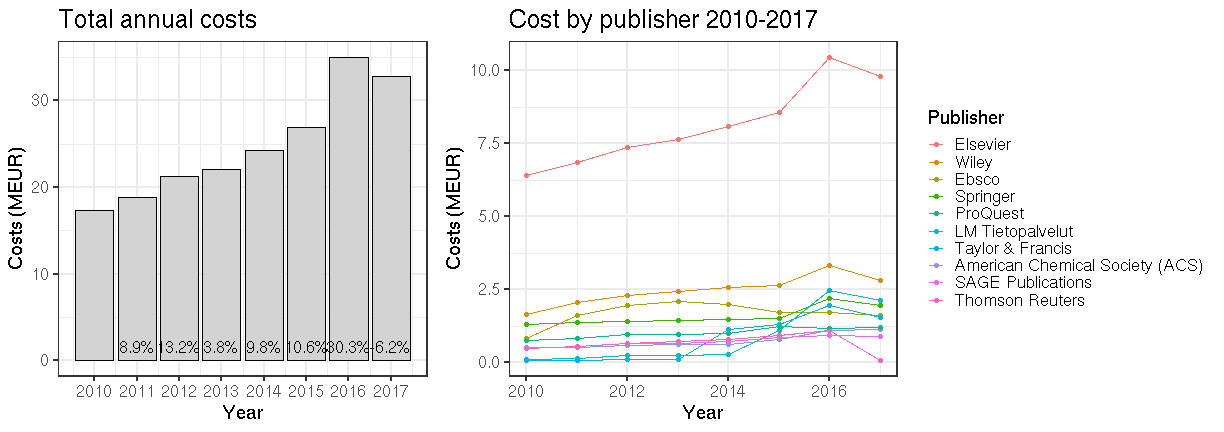 Total annual costs
Costs (MEUR)
30
20
10
0
8.9% 13.2% 3.8% 9.8% 10.6% 30.3% -6.2%
2010 2011 2012 2013 2014 2015 2016 2017
Year
Cost by publisher 2010-2017
Costs (MEUR)
10.0
7.5
5.0
2.5
0.0
2010 2012 2014 2016
Year
Publisher
Elsevier
Wiley
Ebsco
Springer
ProQuest
LM Tietopalvelut
Taylor & Francis
American Chemical Society (ACS)
SAGE Publications
Thomson Reuters